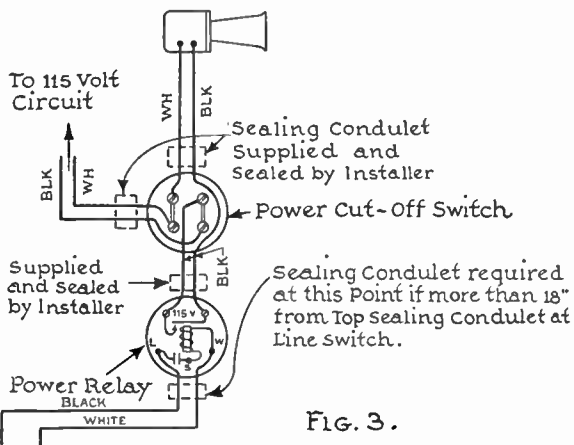 To 115 Volt
Circuit
WH
BLK
BLK
WH
Sealing Condulet
Supplied and
Sealed by Installer
Power Cut-Off Switch
BLK
Supplied
and Sealed
by Installer
Sealing Condulet required
at this Point if more than 18"
from Top Sealing Condulet at
Line Switch.
115 V
L
W
S
Power Relay
BLACK
WHITE
FIG. 3.